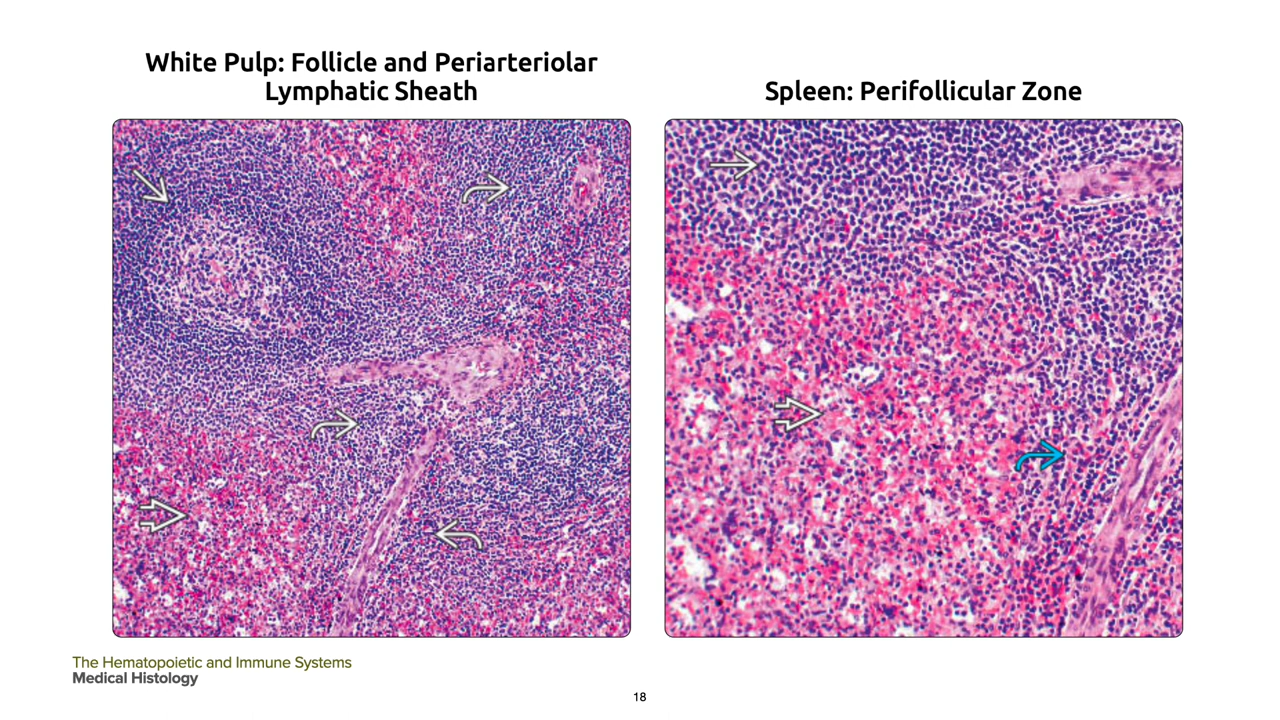 White Pulp: Follicle and Periarteriolar
Lymphatic Sheath
Spleen: Perifollicular Zone
The Hematopoietic and Immune Systems
Medical Histology
18